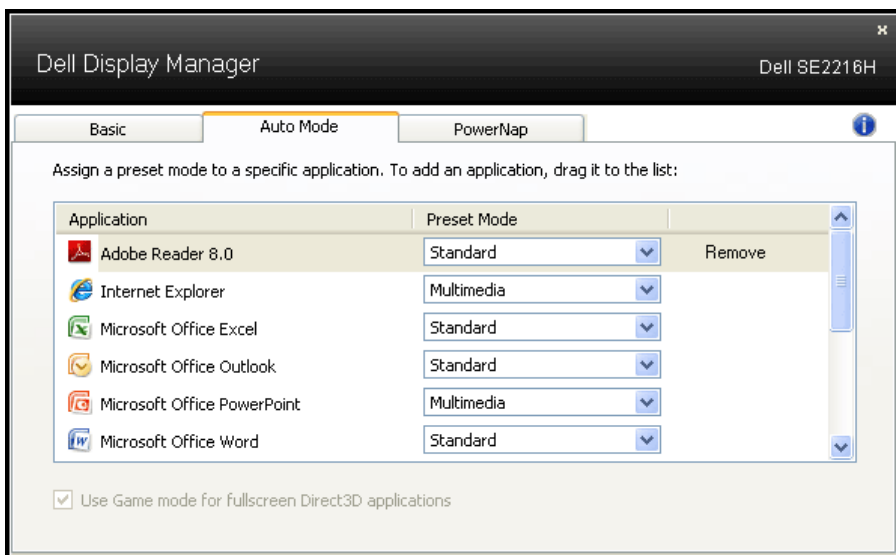 Dell Display Manager
Dell SE2216H
Basic Auto Mode PowerNap
Assign a preset mode to a specific application. To add an application, drag it to the list:
Application Preset Mode
Adobe Reader 8.0 Standard Remove
Internet Explorer Multimedia
Microsoft Office Excel Standard
Microsoft Office Outlook Standard
Microsoft Office PowerPoint Multimedia
Microsoft Office Word Standard
Use Game mode for fullscreen Direct3D applications